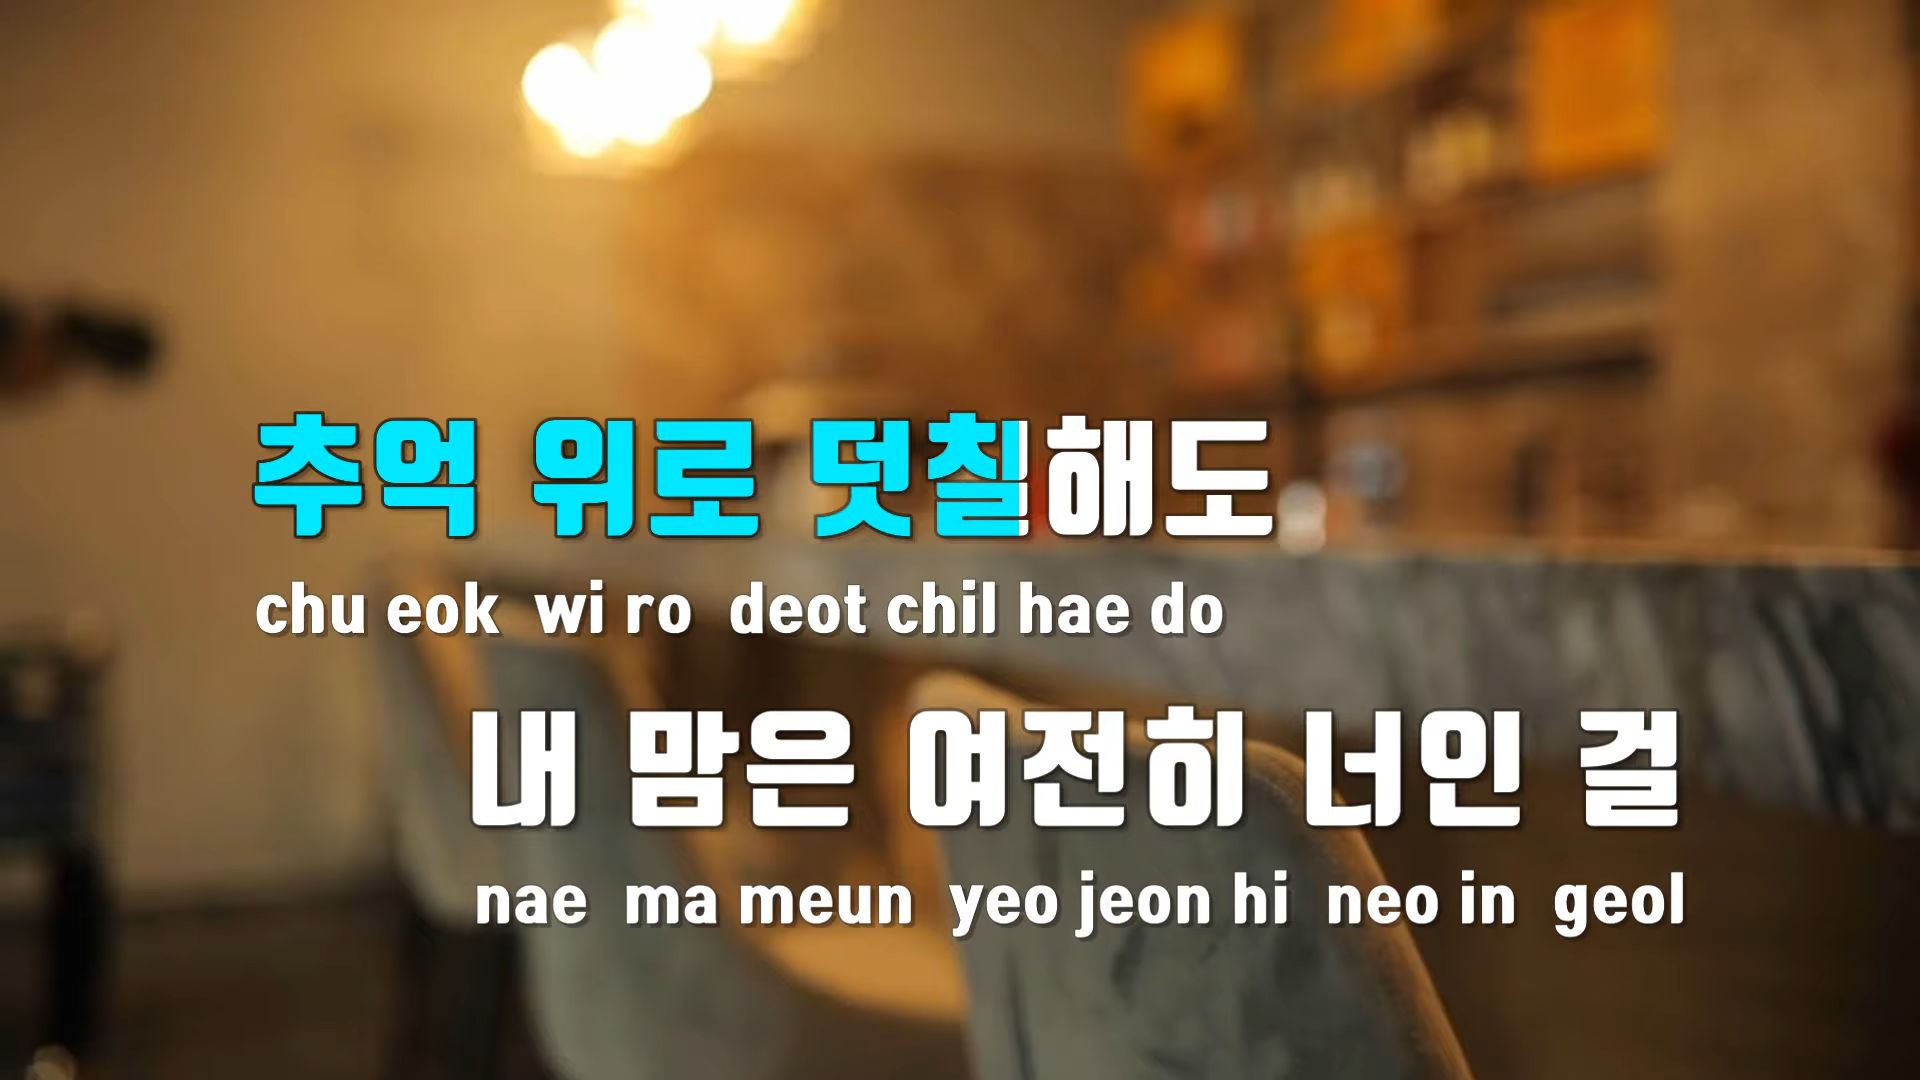 추억 위로 덧칠해도
chu eok wi ro deot chil hae do
내 맘은 여전히 너인 걸
nae ma meun yeo jeon hi neo in geol